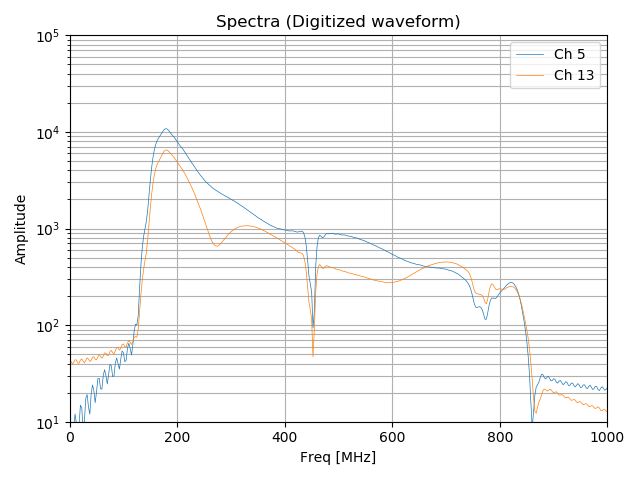 Spectra (Digitized waveform)
10^5
10^4
10^3
10^2
10^1
Amplitude
Ch 5
Ch 13
0 200 400 600 800 1000
Freq [MHz]